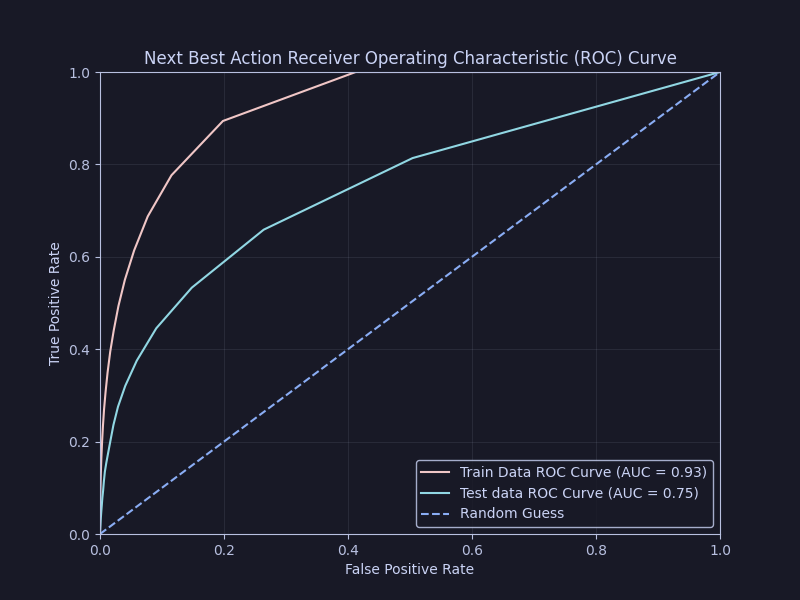 Next Best Action Receiver Operating Characteristic (ROC) Curve
1.0
0.8
0.6
0.4
0.2
0.0
True Positive Rate
Train Data ROC Curve (AUC = 0.93)
Test data ROC Curve (AUC = 0.75)
Random Guess
0.0 0.2 0.4 0.6 0.8 1.0
False Positive Rate